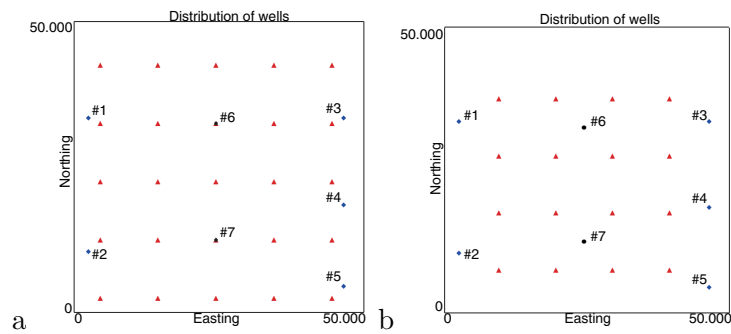 Distribution of wells
50.000
#1
#6
#3
Northing
#4
#7
#2
#5
0
0
Easting
50.000
a
Distribution of wells
50.000
#1
#6
#3
Northing
#4
#7
#2
#5
0
0
Easting
50.000
b